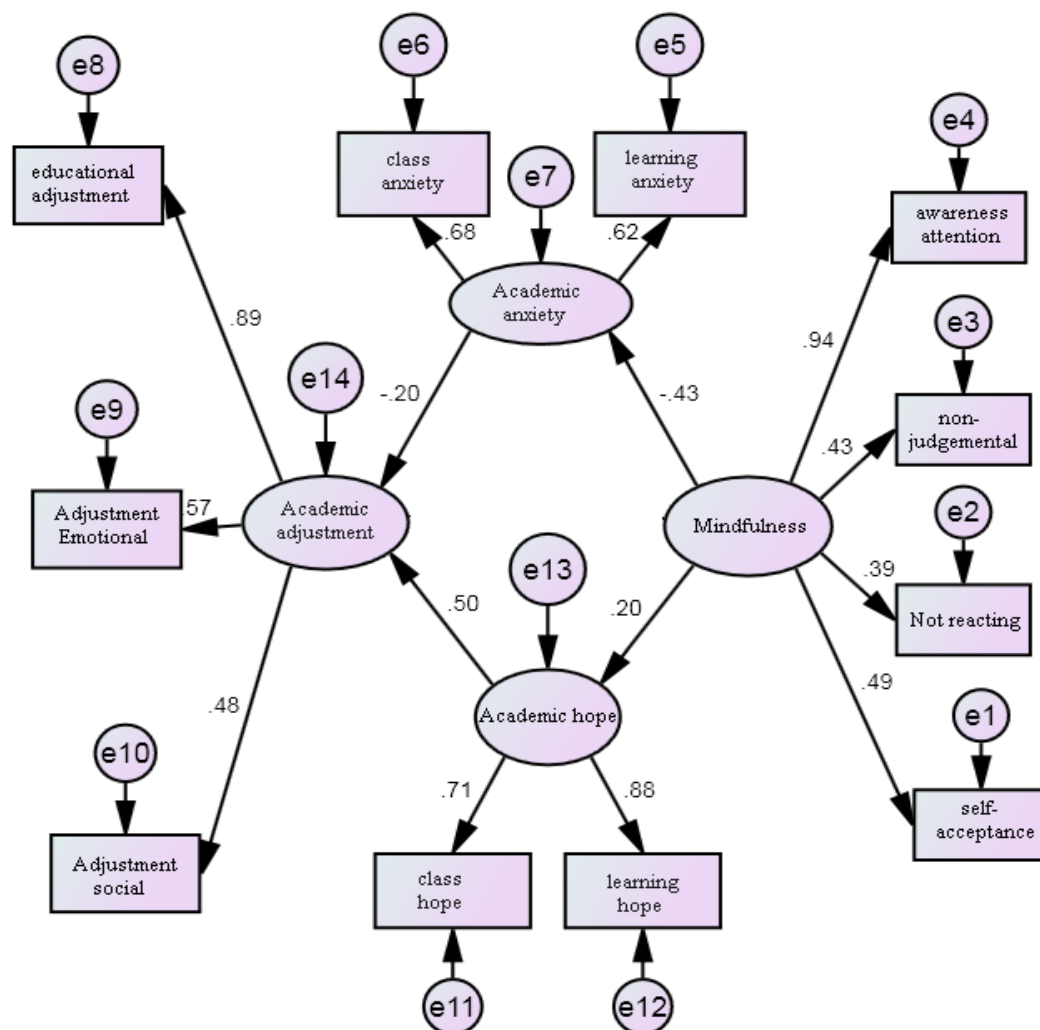 e6
e5
e8
e4
class
anxiety
learning
anxiety
educational
adjustment
e7
awareness
attention
.68
.62
Academic
anxiety
.89
.94
e3
e14
-.20
-.43
e9
non-
judgemental
.43
Academic
adjustment
Mindfulness
e2
Adjustment
Emotional
.57
.39
e13
.50
.20
Not reacting
.49
.48
Academic hope
e1
e10
.71
.88
self-
acceptance
Adjustment
social
class
hope
learning
hope
e11
e12